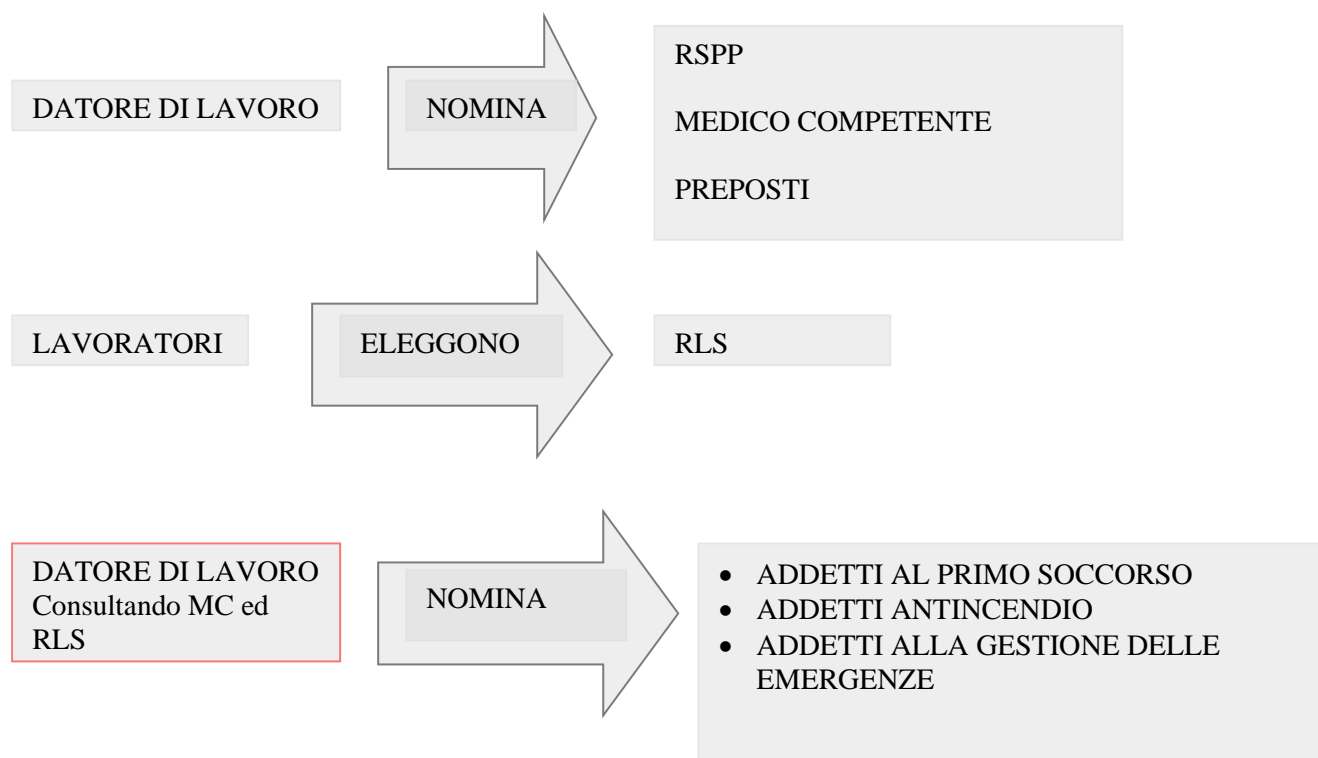 DATORE DI LAVORO
NOMINA
RSPP
MEDICO COMPETENTE
PREPOSTI
LAVORATORI
ELEGGONO
RLS
DATORE DI LAVORO
Consultando MC ed
RLS
NOMINA
• ADDETTI AL PRIMO SOCCORSO
• ADDETTI ANTINCENDIO
• ADDETTI ALLA GESTIONE DELLE
EMERGENZE